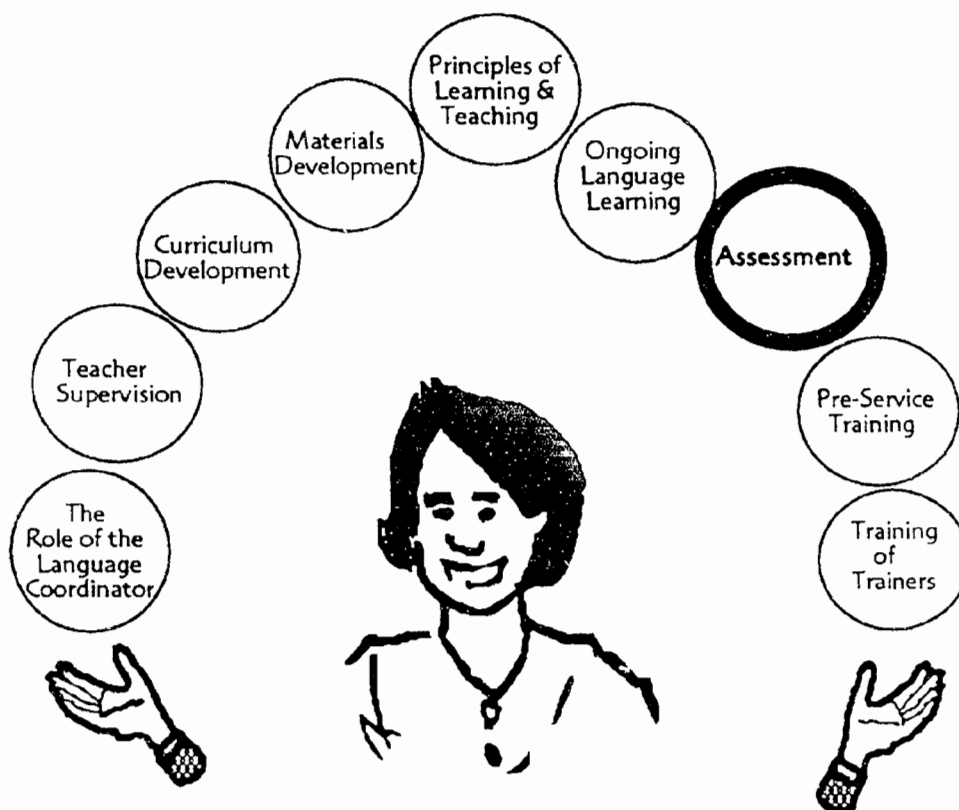 Principles of
Learning &
Teaching
Materials
Development
Ongoing
Language
Learning
Curriculum
Development
Assessment
Teacher
Supervision
Pre-Service
Training
The
Role of the
Language
Coordinator
Training
of
Trainers